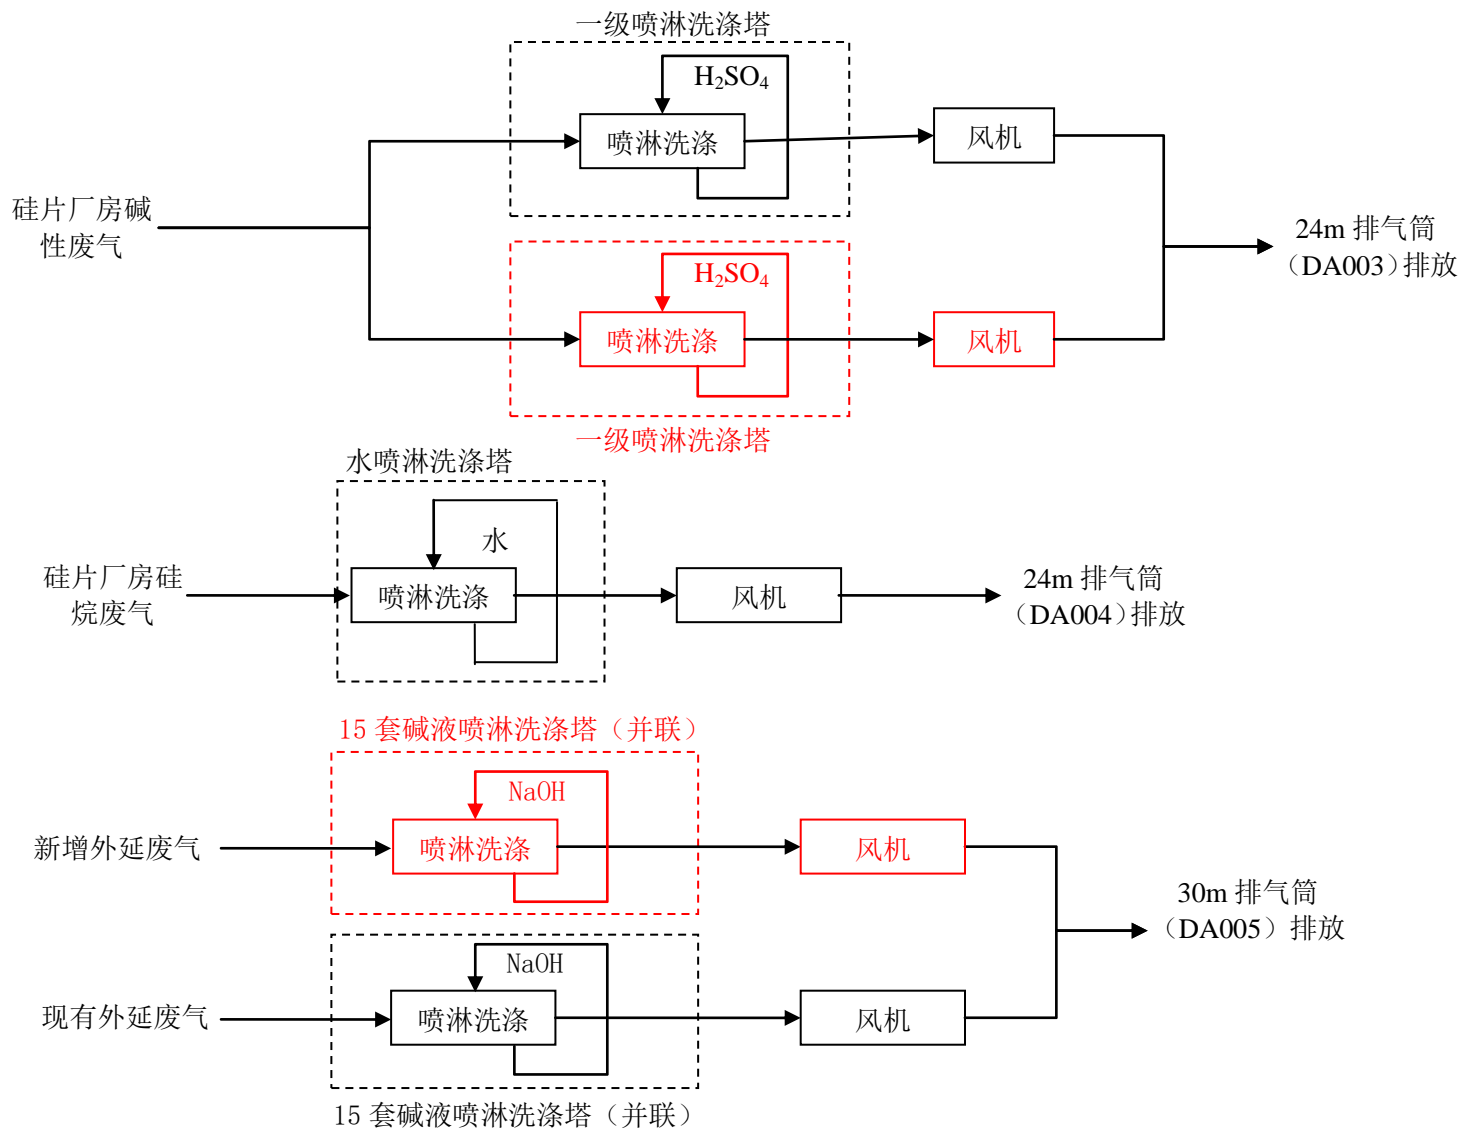 一级喷淋洗涤塔
H₂SO₄
喷淋洗涤
风机
硅片厂房碱
性废气
24m 排气筒
（DA003）排放
H₂SO₄
喷淋洗涤
风机
一级喷淋洗涤塔
水喷淋洗涤塔
水
硅片厂房硅
烷废气
喷淋洗涤
风机
24m 排气筒
（DA004）排放
15 套碱液喷淋洗涤塔（并联）
NaOH
新增外延废气
喷淋洗涤
风机
30m 排气筒
（DA005）排放
NaOH
现有外延废气
喷淋洗涤
风机
15 套碱液喷淋洗涤塔（并联）